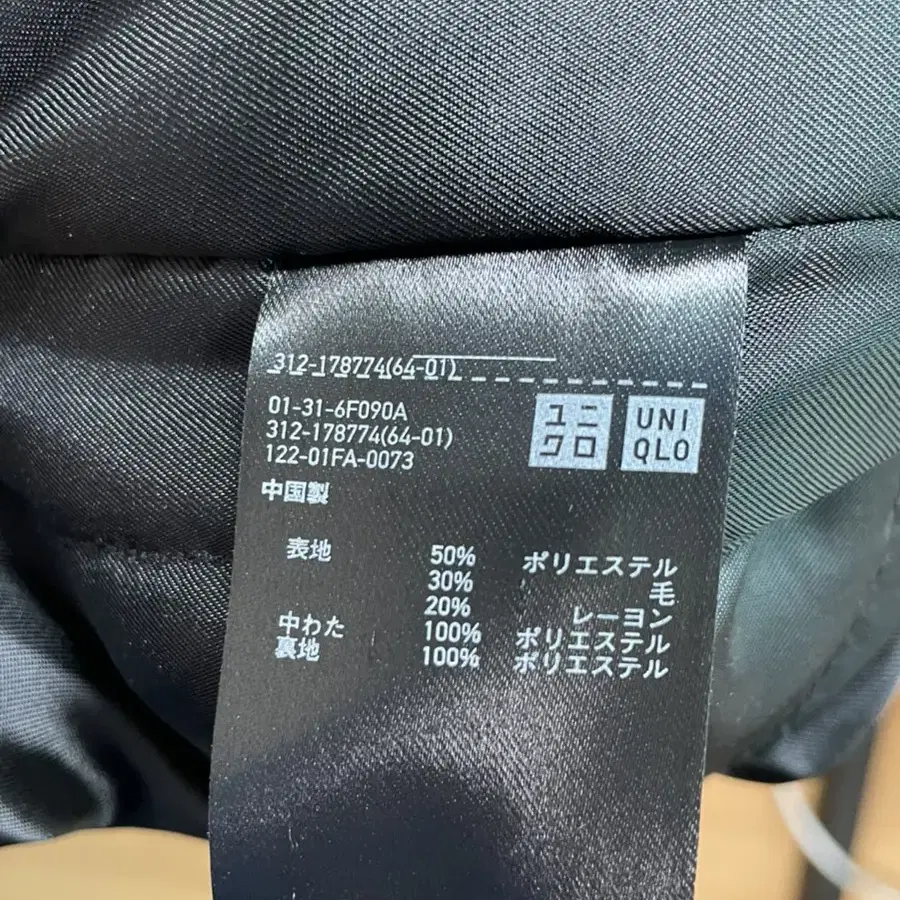 312-178774(64-01)
01-31-6F090A
312-178774(64-01)
122-01FA-0073
中国製
ユニ
クロ
UNI
QLO
表地 50% ポリエステル
30% 毛
20% レーヨン
中わた 100% ポリエステル
裏地 100% ポリエステル